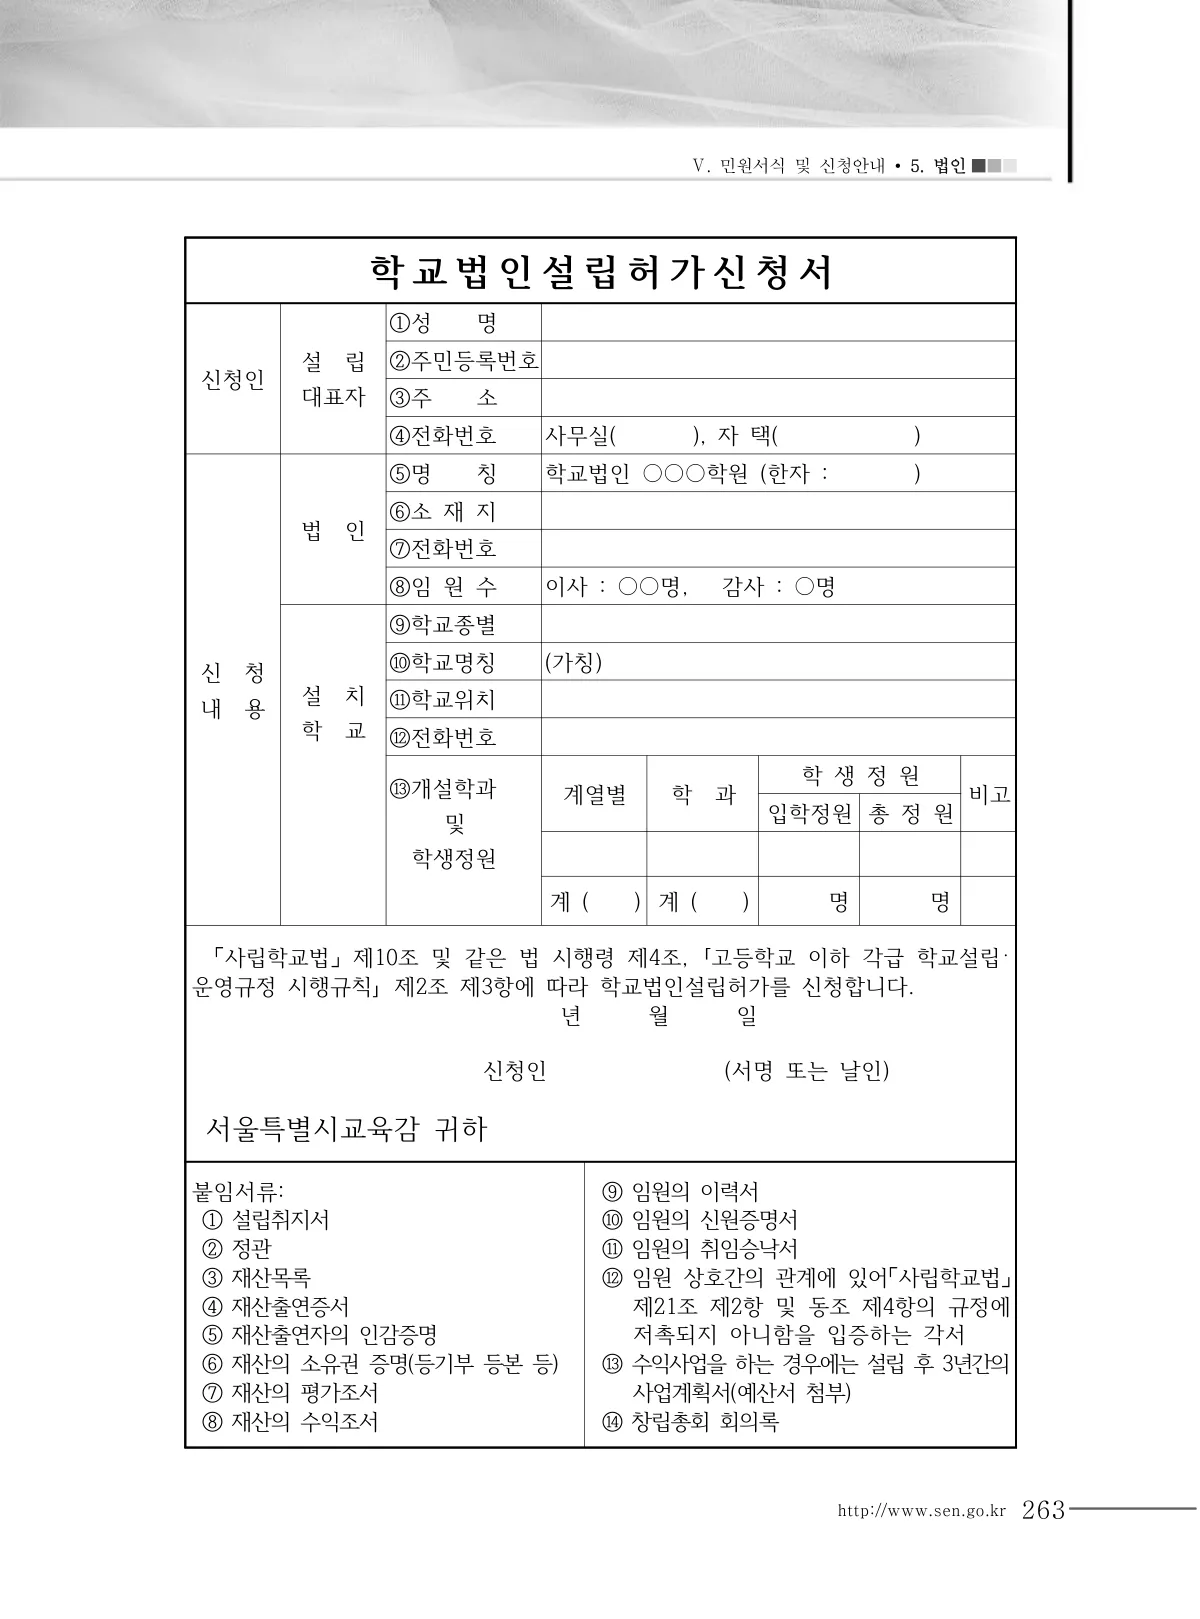 Ⅴ. 민원서식 및 신청안내 • 5. 법인
학교법인설립허가신청서
신청인
설 립
대표자
①성 명
②주민등록번호
③주 소
④전화번호 사무실( ), 자 택( )
신 청
내 용
법 인
⑤명 칭 학교법인 ○○○학원 (한자 : )
⑥소 재 지
⑦전화번호
⑧임 원 수 이사 : ○○명, 감사 : ○명
설 치
학 교
⑨학교종별
⑩학교명칭 (가칭)
⑪학교위치
⑫전화번호
⑬개설학과
및
학생정원
계열별 학 과 학 생 정 원 비고
입학정원 총 정 원
계 ( ) 계 ( ) 명 명
「사립학교법」 제10조 및 같은 법 시행령 제4조, 「고등학교 이하 각급 학교설립·
운영규정 시행규칙」 제2조 제3항에 따라 학교법인설립허가를 신청합니다.
년 월 일
신청인 (서명 또는 날인)
서울특별시교육감 귀하
붙임서류:
① 설립취지서
② 정관
③ 재산목록
④ 재산출연증서
⑤ 재산출연자의 인감증명
⑥ 재산의 소유권 증명(등기부 등본 등)
⑦ 재산의 평가조서
⑧ 재산의 수익조서
⑨ 임원의 이력서
⑩ 임원의 신원증명서
⑪ 임원의 취임승낙서
⑫ 임원 상호간의 관계에 있어「사립학교법」
제21조 제2항 및 동조 제4항의 규정에
저촉되지 아니함을 입증하는 각서
⑬ 수익사업을 하는 경우에는 설립 후 3년간의
사업계획서(예산서 첨부)
⑭ 창립총회 회의록
http://www.sen.go.kr 263